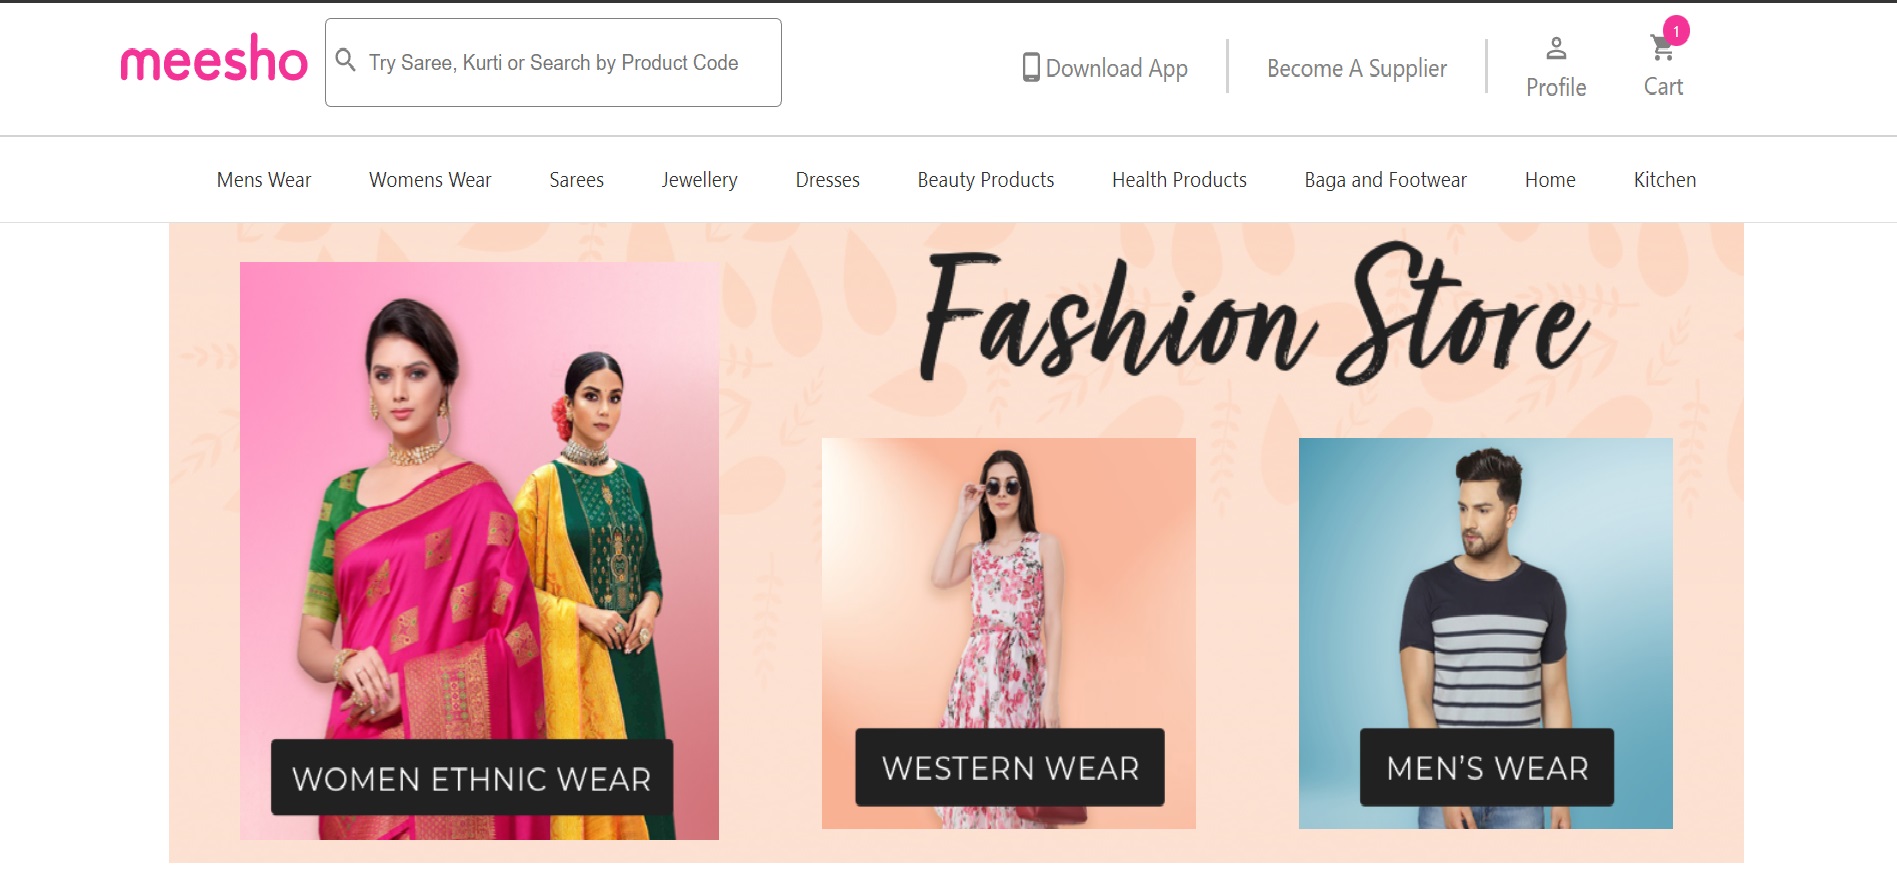 meesho
Try Saree, Kurti or Search by Product Code
Download App
Become A Supplier
Profile
1
Cart
Mens Wear
Womens Wear
Sarees
Jewellery
Dresses
Beauty Products
Health Products
Baga and Footwear
Home
Kitchen
Fashion Store
WOMEN ETHNIC WEAR
WESTERN WEAR
MEN'S WEAR